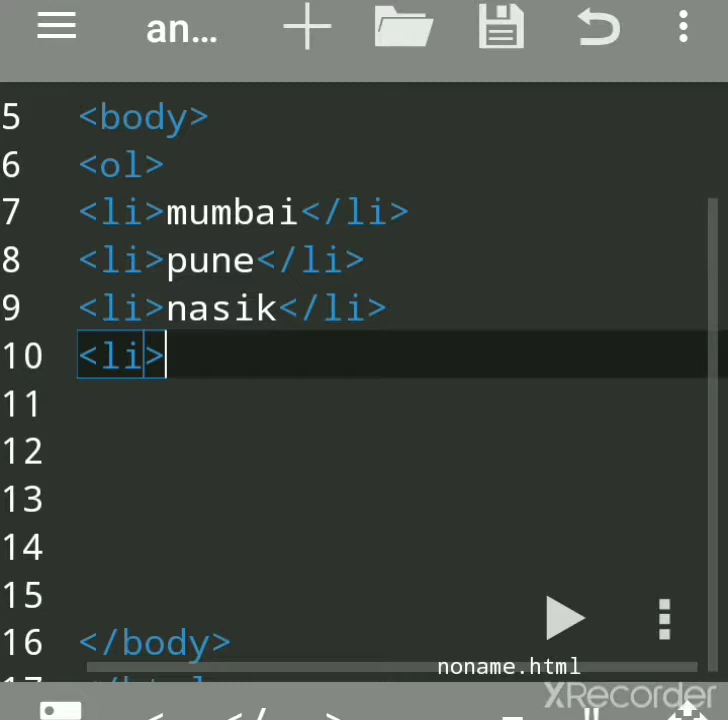 an...
5 <body>
6 <ol>
7 <li>mumbai</li>
8 <li>pune</li>
9 <li>nasik</li>
10 <li>
11
12
13
14
15
16 </body>
noname.html
XRecorder